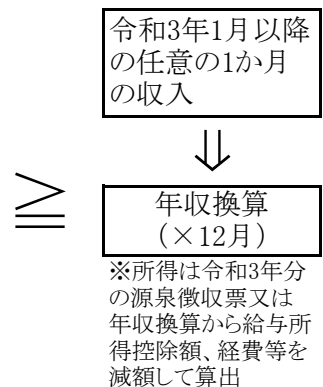 令和3年1月以降
の任意の1か月
の収入
⇓
≧
年収換算
（×12月）
※所得は令和3年分
の源泉徴収票又は
年収換算から給与所
得控除額、経費等を
減額して算出